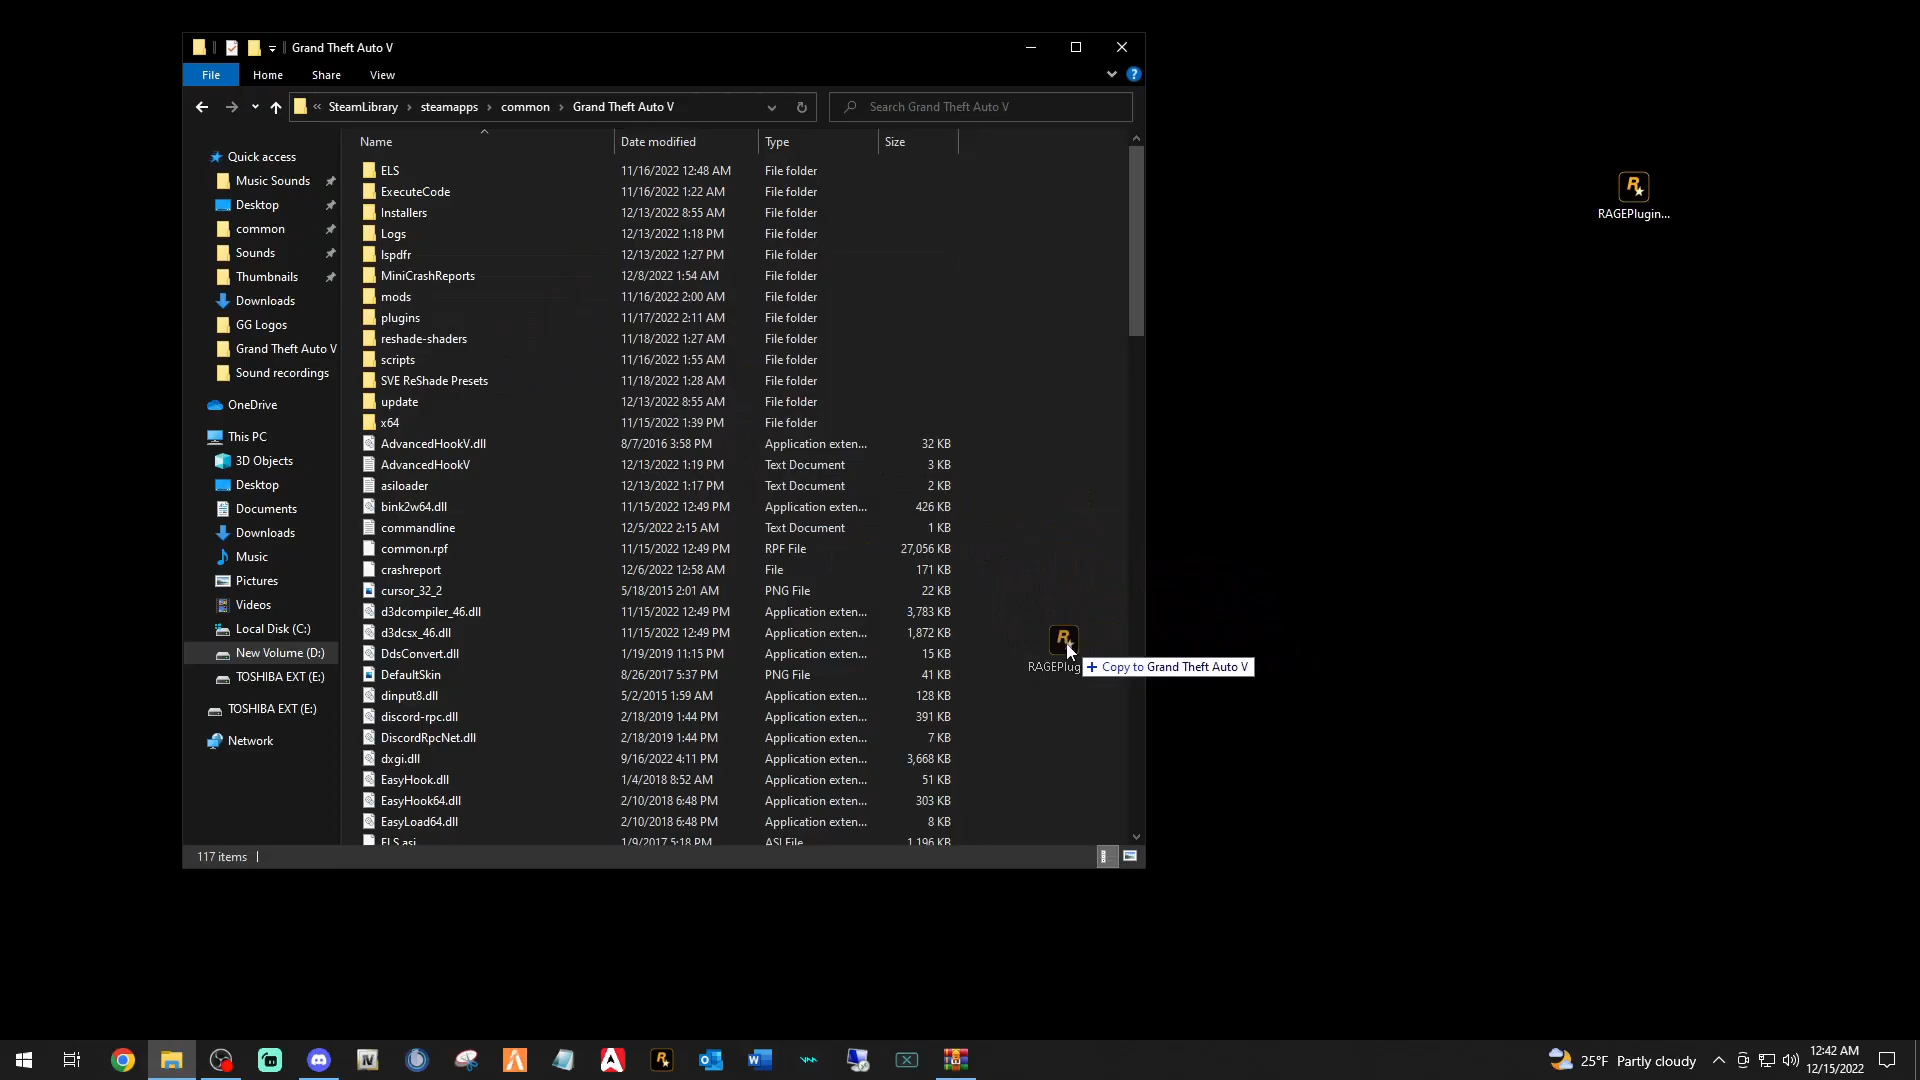 Grand Theft Auto V
File Home Share View
« SteamLibrary › steamapps › common › Grand Theft Auto V
Search Grand Theft Auto V
Name Date modified Type Size
Quick access
Music Sounds
Desktop
common
Sounds
Thumbnails
Downloads
GG Logos
Grand Theft Auto V
Sound recordings
OneDrive
This PC
3D Objects
Desktop
Documents
Downloads
Music
Pictures
Videos
Local Disk (C:)
New Volume (D:)
TOSHIBA EXT (E:)
TOSHIBA EXT (E:)
Network
ELS 11/16/2022 12:48 AM File folder
ExecuteCode 11/16/2022 1:22 AM File folder
Installers 12/13/2022 8:55 AM File folder
Logs 12/13/2022 1:18 PM File folder
lspdfr 12/13/2022 1:27 PM File folder
MiniCrashReports 12/8/2022 1:54 AM File folder
mods 11/16/2022 2:00 AM File folder
plugins 11/17/2022 2:11 AM File folder
reshade-shaders 11/18/2022 1:27 AM File folder
scripts 11/16/2022 1:55 AM File folder
SVE ReShade Presets 11/18/2022 1:28 AM File folder
update 12/13/2022 8:55 AM File folder
x64 11/15/2022 1:39 PM File folder
AdvancedHookV.dll 8/7/2016 3:58 PM Application exten... 32 KB
AdvancedHookV 12/13/2022 1:19 PM Text Document 3 KB
asiloader 12/13/2022 1:17 PM Text Document 2 KB
bink2w64.dll 11/15/2022 12:49 PM Application exten... 426 KB
commandline 12/5/2022 2:15 AM Text Document 1 KB
common.rpf 11/15/2022 12:49 PM RPF File 27,056 KB
crashreport 12/6/2022 12:58 AM File 171 KB
cursor_32_2 5/18/2015 2:01 AM PNG File 22 KB
d3dcompiler_46.dll 11/15/2022 12:49 PM Application exten... 3,783 KB
d3dcsx_46.dll 11/15/2022 12:49 PM Application exten... 1,872 KB
DdsConvert.dll 1/19/2019 11:15 PM Application exten... 15 KB
DefaultSkin 8/26/2017 5:37 PM PNG File 41 KB
dinput8.dll 5/2/2015 1:59 AM Application exten... 128 KB
discord-rpc.dll 2/18/2019 1:44 PM Application exten... 391 KB
DiscordRpcNet.dll 2/18/2019 1:44 PM Application exten... 7 KB
dxgi.dll 9/16/2022 4:11 PM Application exten... 3,668 KB
EasyHook.dll 1/4/2018 8:52 AM Application exten... 51 KB
EasyHook64.dll 2/10/2018 6:48 PM Application exten... 303 KB
EasyLoad64.dll 2/10/2018 6:48 PM Application exten... 8 KB
ELS.asi 1/9/2017 5:18 PM ASI File 1,196 KB
117 items
RAGEPlugin...
RAGEPlug
+ Copy to Grand Theft Auto V
25°F Partly cloudy
12:42 AM
12/15/2022